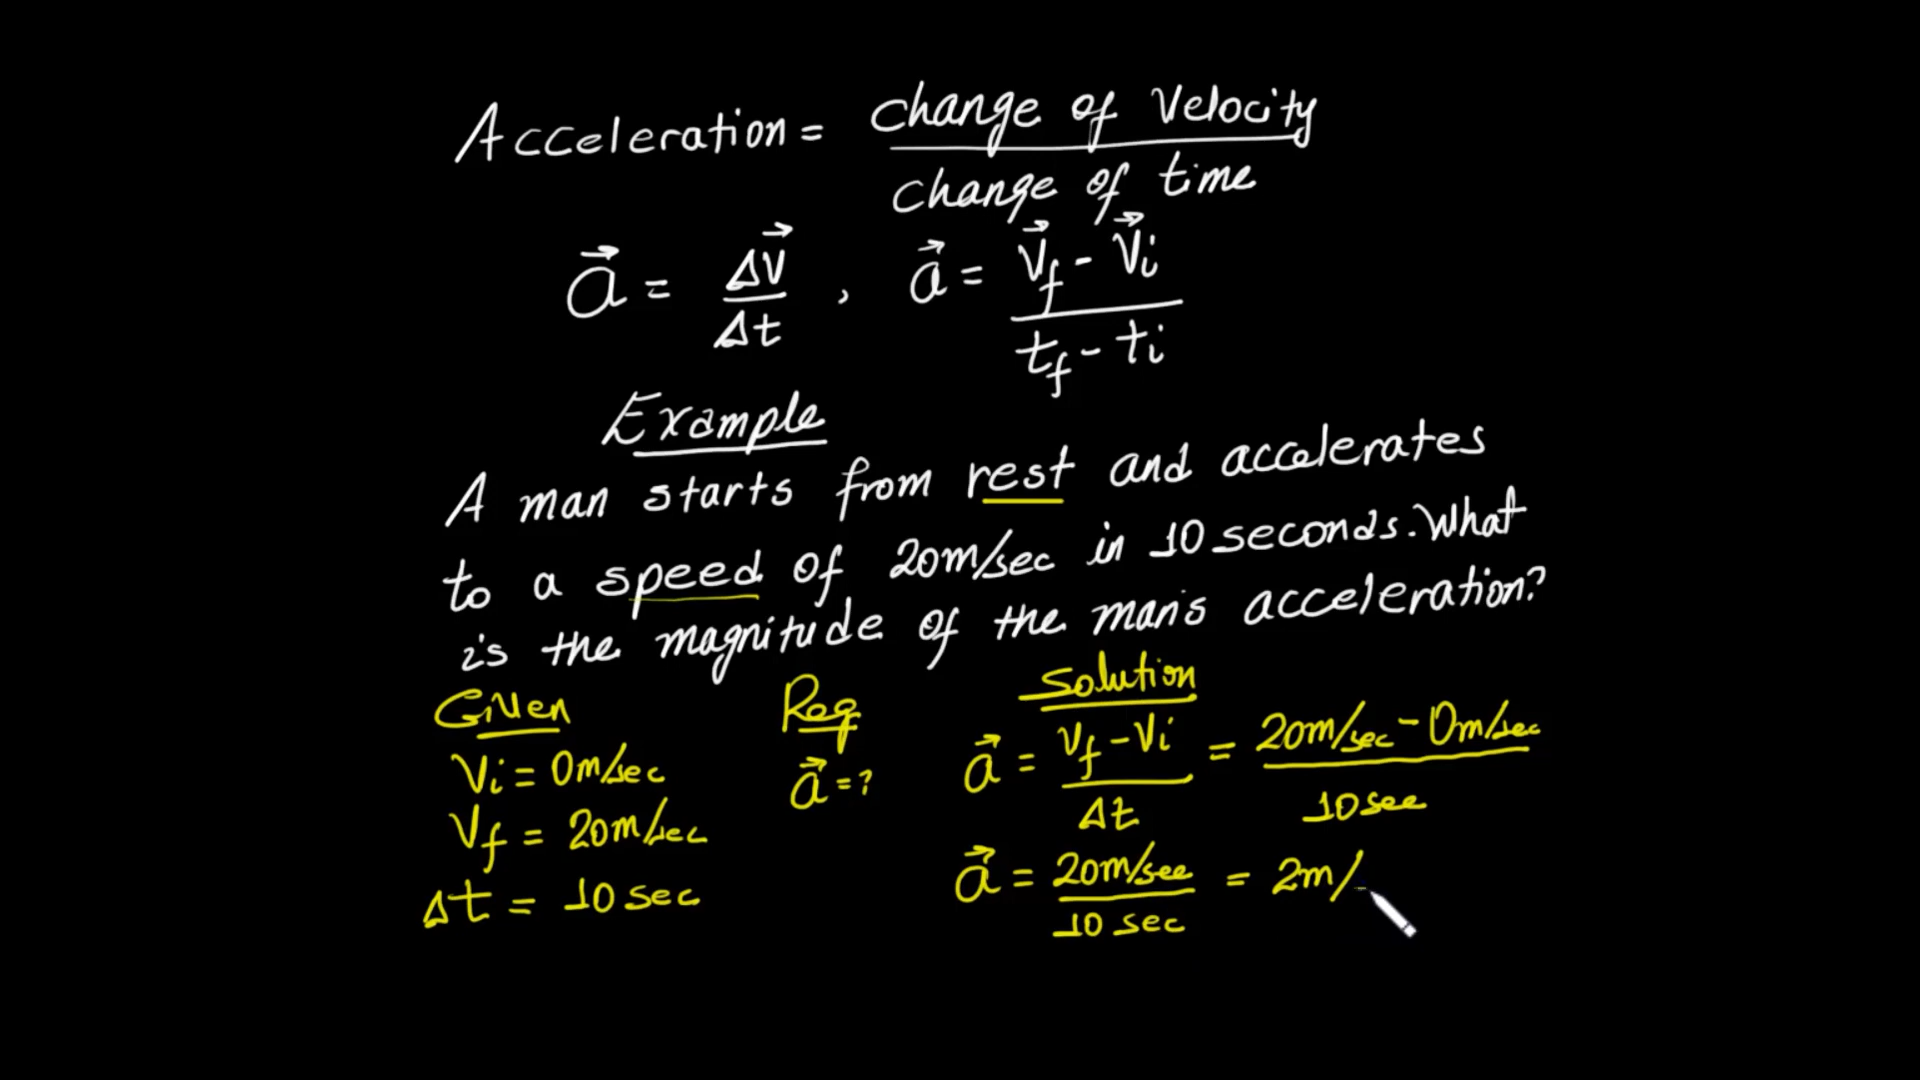 Acceleration = change of Velocity / change of time
a⃗ = Δv⃗ / Δt , a⃗ = v⃗f - v⃗i / tf - ti
Example
A man starts from rest and accelerates
to a speed of 20m/sec in 10 seconds. What
is the magnitude of the man's acceleration?
Given
Vi = 0m/sec
Vf = 20m/sec
Δt = 10 sec
Req
a⃗ = ?
Solution
a⃗ = Vf - Vi / Δt = 20m/sec - 0m/sec / 10sec
a⃗ = 20m/sec / 10 sec = 2m/